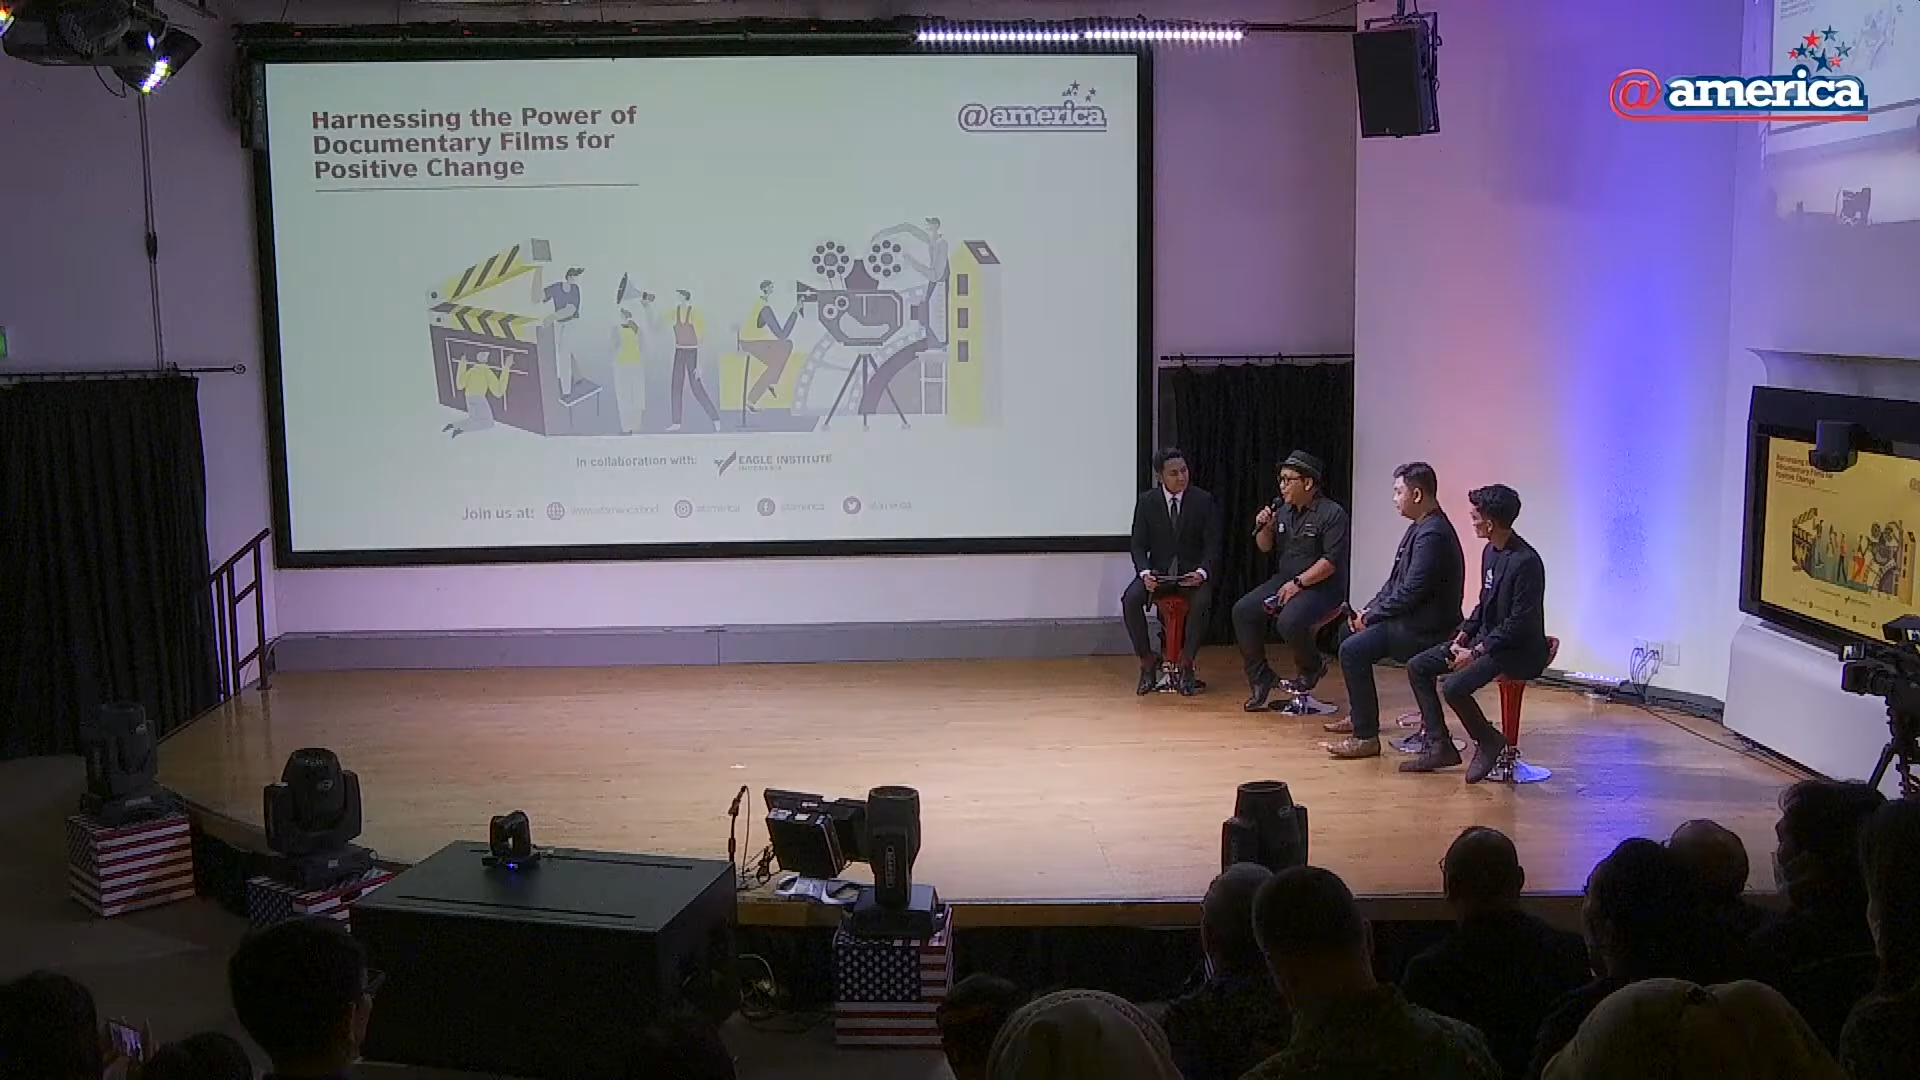 Harnessing the Power of
Documentary Films for
Positive Change
@america
In collaboration with:
EAGLE INSTITUTE
INDONESIA
Join us at:
@america